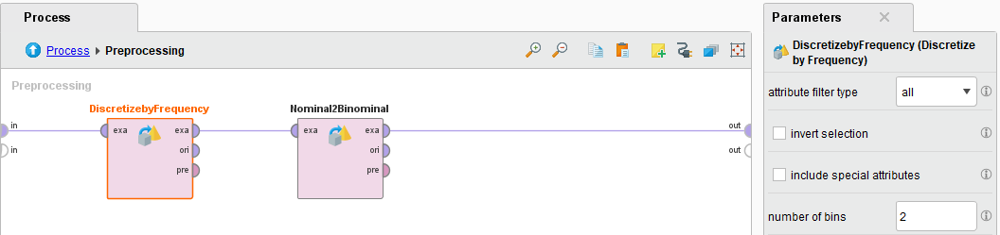 Process
Process ▸ Preprocessing
Preprocessing
DiscretizebyFrequency
Nominal2Binominal
in
exa
exa
exa
exa
out
in
ori
ori
out
pre
pre
Parameters
DiscretizebyFrequency (Discretize
by Frequency)
attribute filter type
all
invert selection
include special attributes
number of bins
2